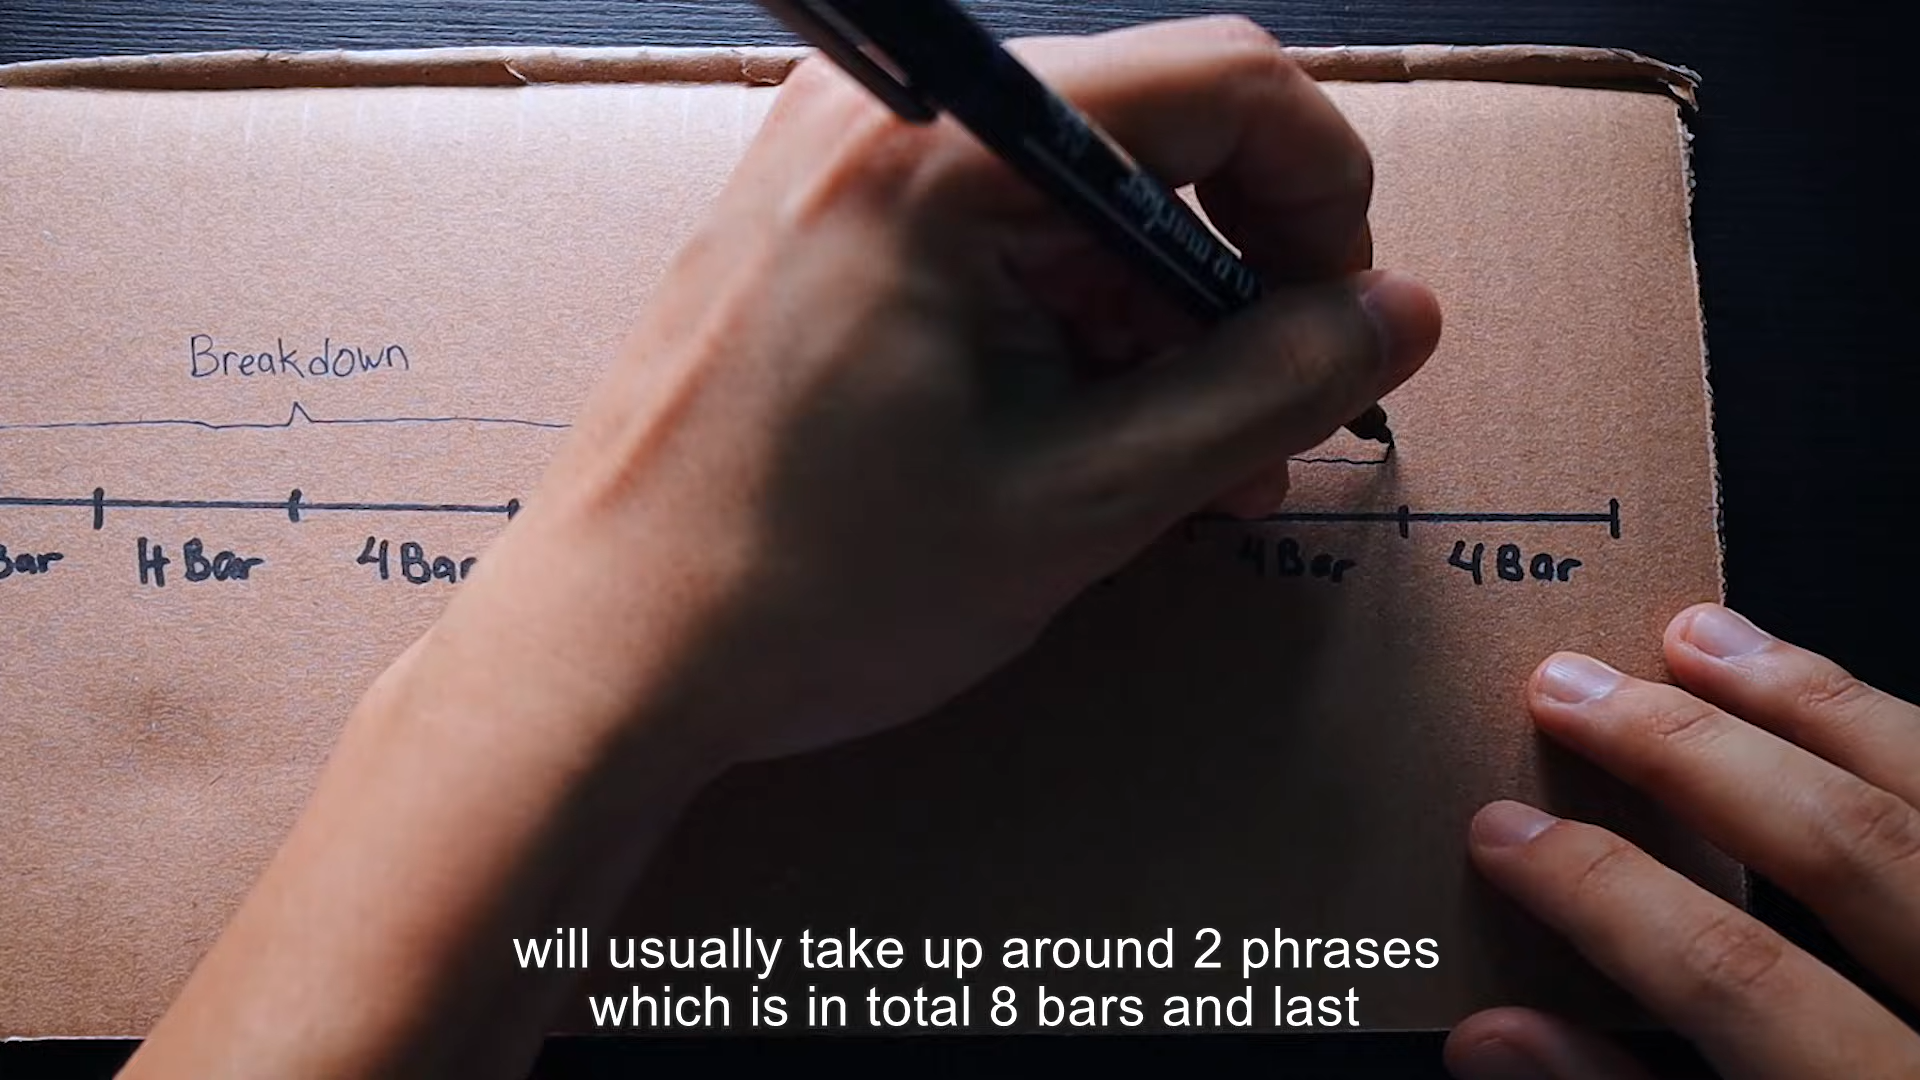 Breakdown
Bar 4 Bar 4 Bar 4 Bar 4 Bar
marker
will usually take up around 2 phrases
which is in total 8 bars and last